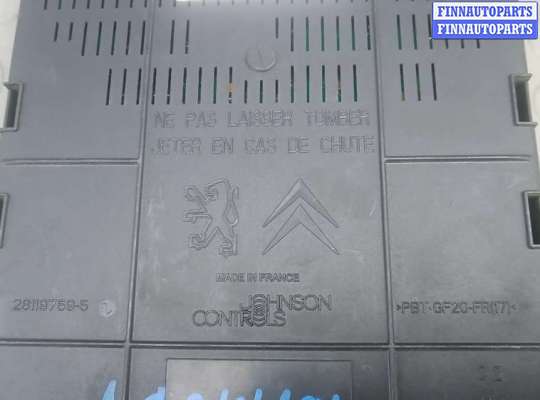 FINNAUTOPARTS
FINNAUTOPARTS
FINNAUTOPARTS
NE PAS LAISSER TOMBER
JETER EN CAS DE CHUTE
MADE IN FRANCE
28119759-5
JOHNSON
CONTROLS
>PBT-GF20-FR(17)<